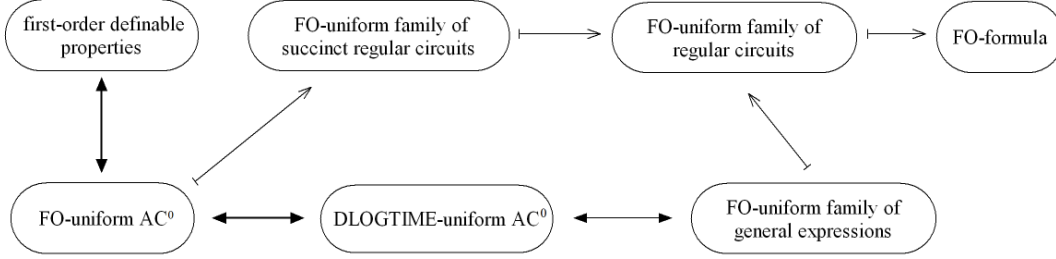 first-order definable
properties
FO-uniform family of
succinct regular circuits
FO-uniform family of
regular circuits
FO-formula
FO-uniform AC⁰
DLOGTIME-uniform AC⁰
FO-uniform family of
general expressions